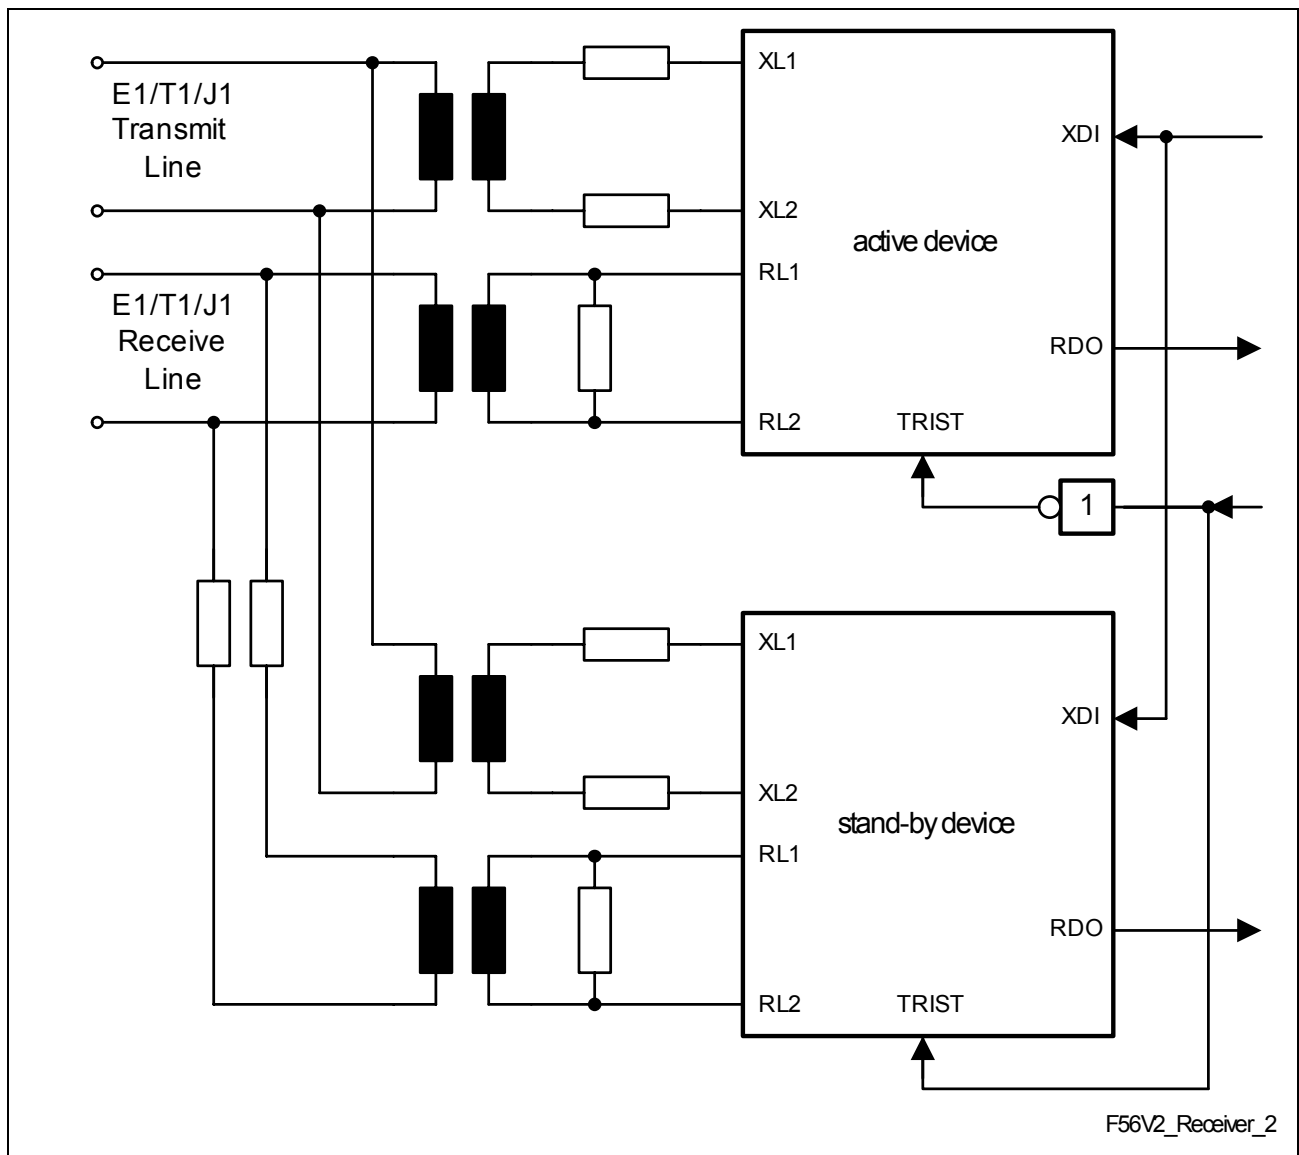 E1/T1/J1
Transmit
Line
E1/T1/J1
Receive
Line
XL1
XDI
XL2
active device
RL1
RDO
RL2
TRIST
1
XL1
XDI
XL2
stand-by device
RL1
RDO
RL2
TRIST
F56V2_Receiver_2